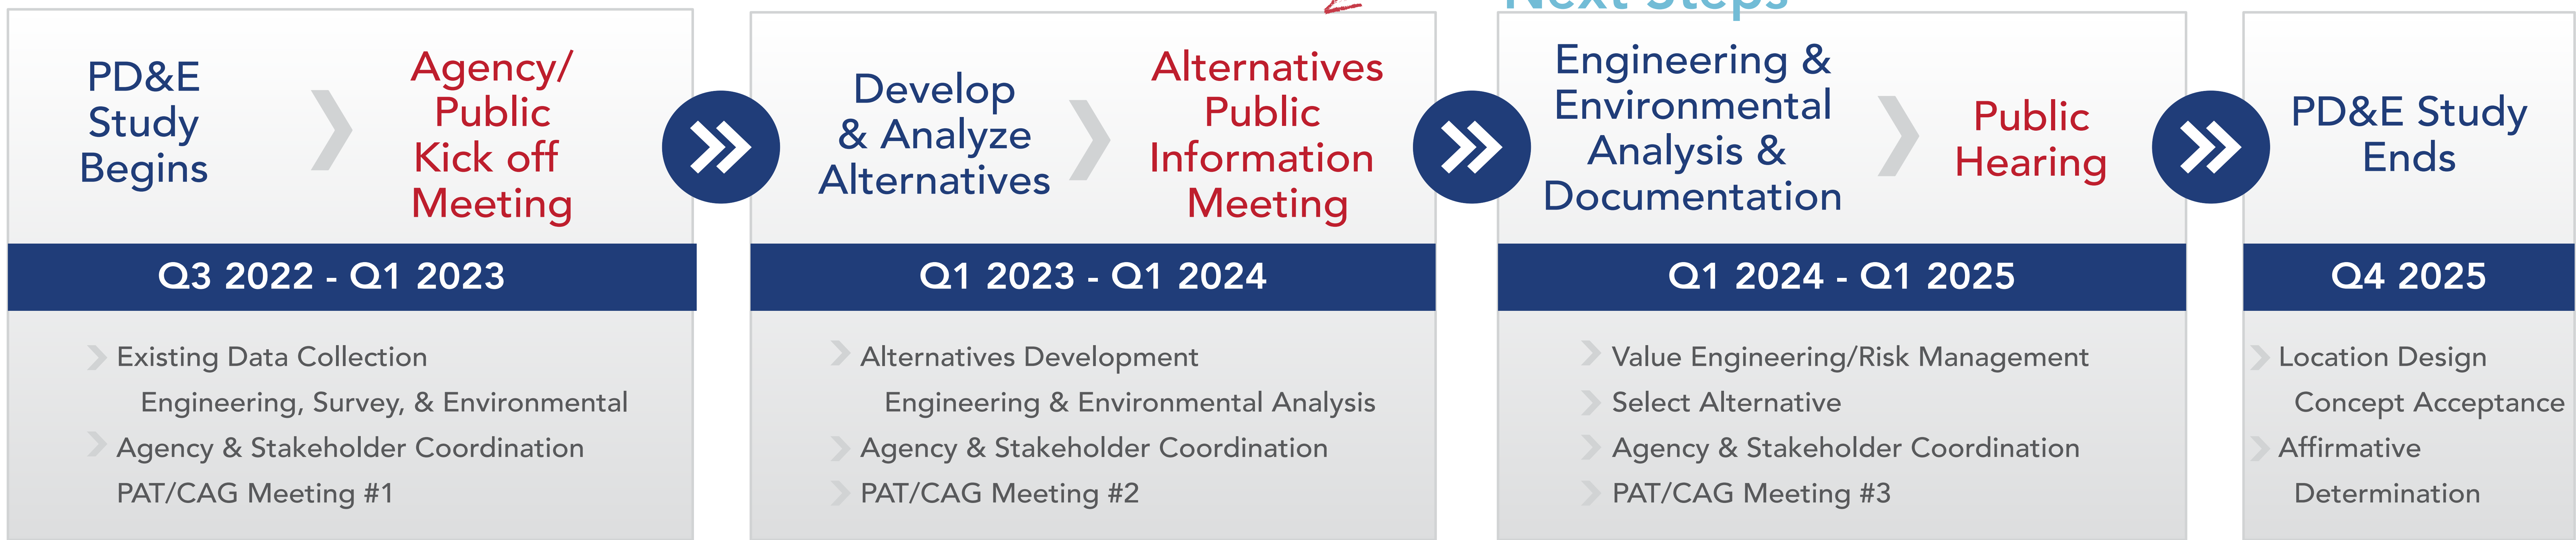 Next Steps
PD&E
Study
Begins
Agency/
Public
Kick off
Meeting
Q3 2022 - Q1 2023
Existing Data Collection
Engineering, Survey, & Environmental
Agency & Stakeholder Coordination
PAT/CAG Meeting #1
Develop
& Analyze
Alternatives
Alternatives
Public
Information
Meeting
Q1 2023 - Q1 2024
Alternatives Development
Engineering & Environmental Analysis
Agency & Stakeholder Coordination
PAT/CAG Meeting #2
Engineering &
Environmental
Analysis &
Documentation
Public
Hearing
Q1 2024 - Q1 2025
Value Engineering/Risk Management
Select Alternative
Agency & Stakeholder Coordination
PAT/CAG Meeting #3
PD&E Study
Ends
Q4 2025
Location Design
Concept Acceptance
Affirmative
Determination